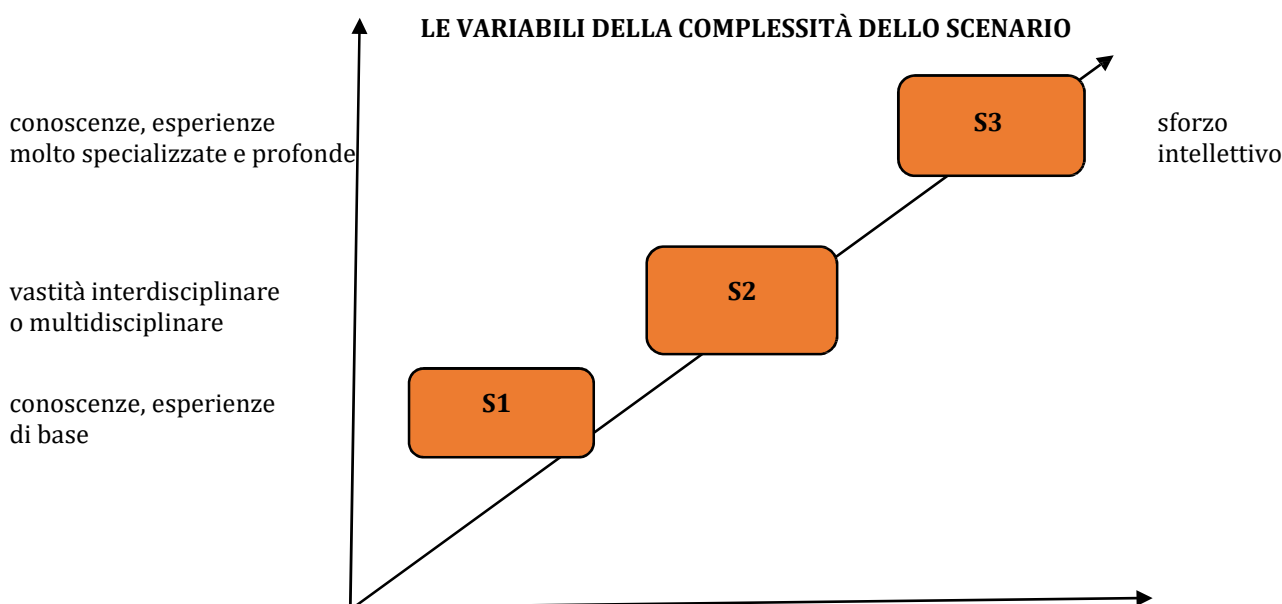 LE VARIABILI DELLA COMPLESSITÀ DELLO SCENARIO
conoscenze, esperienze
molto specializzate e profonde
S3
sforzo
intellettivo
vastità interdisciplinare
o multidisciplinare
S2
conoscenze, esperienze
di base
S1